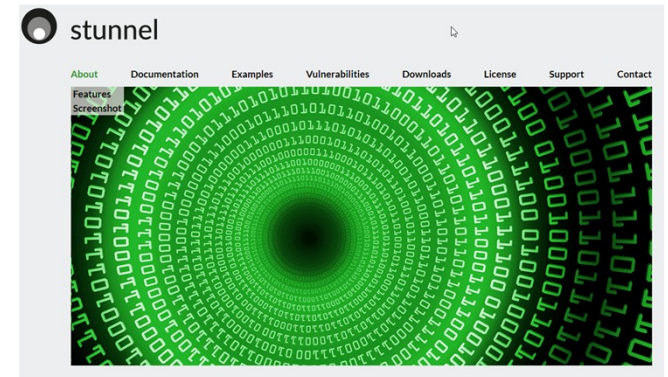 stunnel
About Documentation Examples Vulnerabilities Downloads License Support Contact
Features
Screenshot